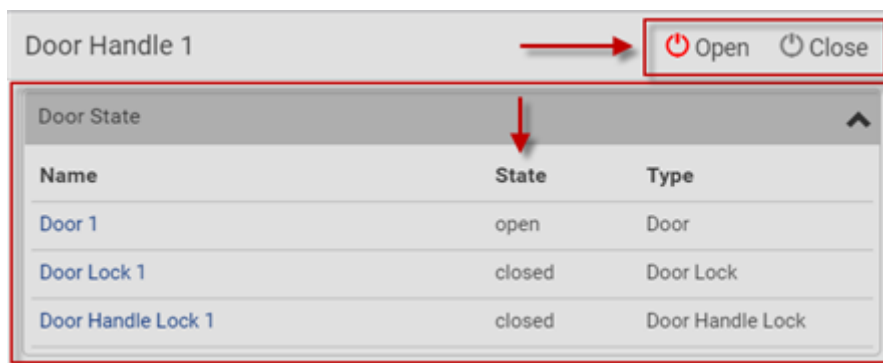 Door Handle 1 Open Close
Door State
Name State Type
Door 1 open Door
Door Lock 1 closed Door Lock
Door Handle Lock 1 closed Door Handle Lock